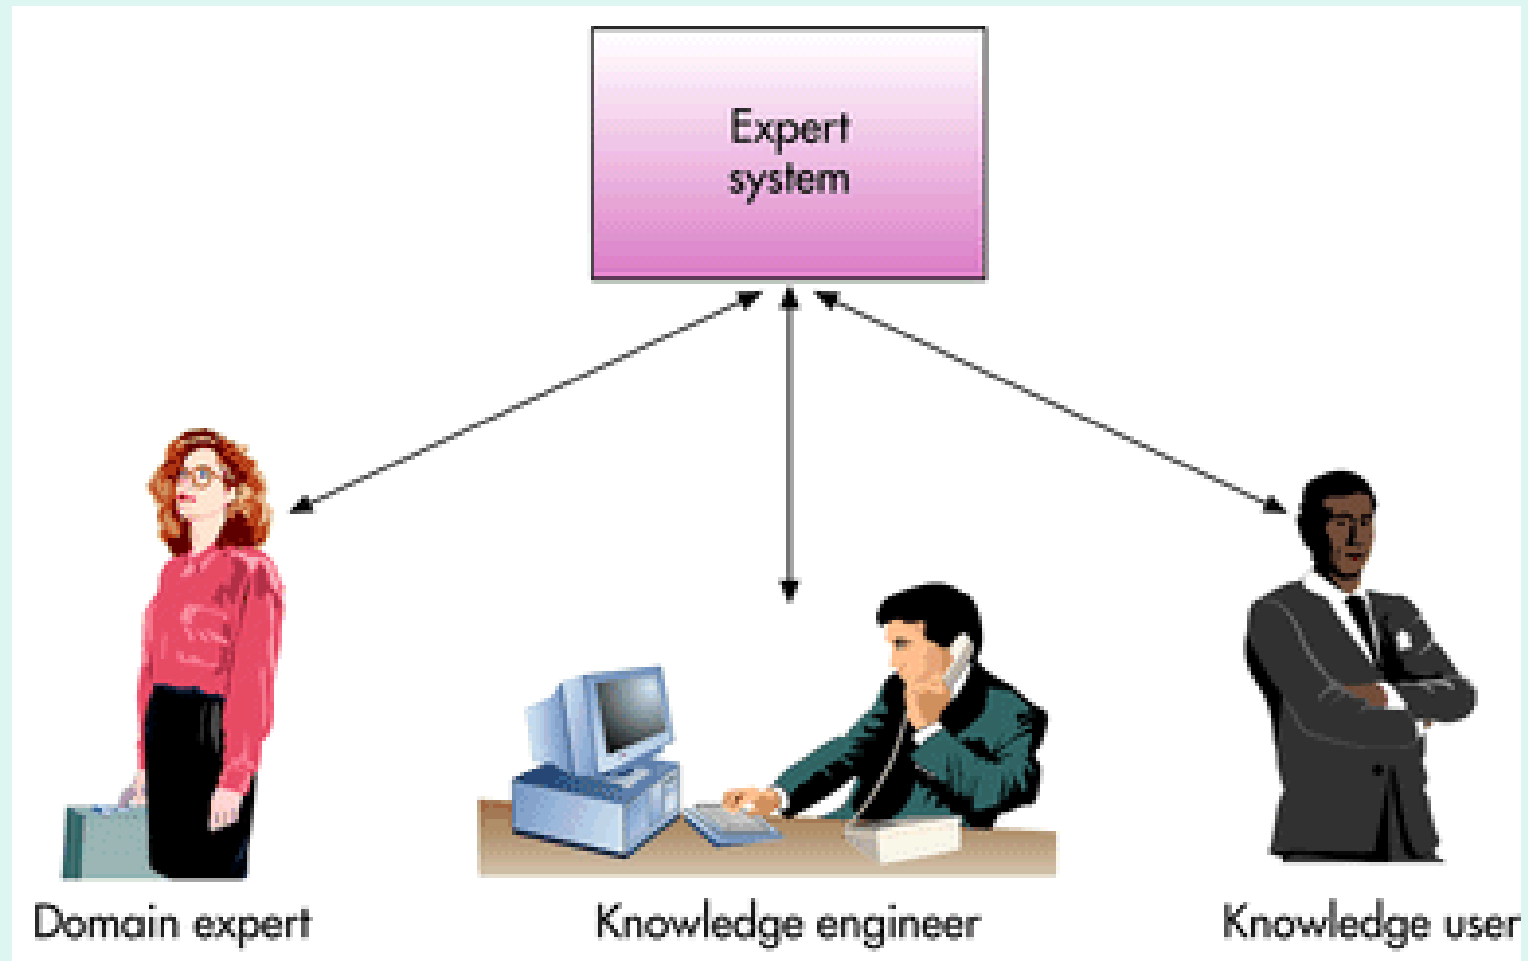 Expert
system
Domain expert
Knowledge engineer
Knowledge user